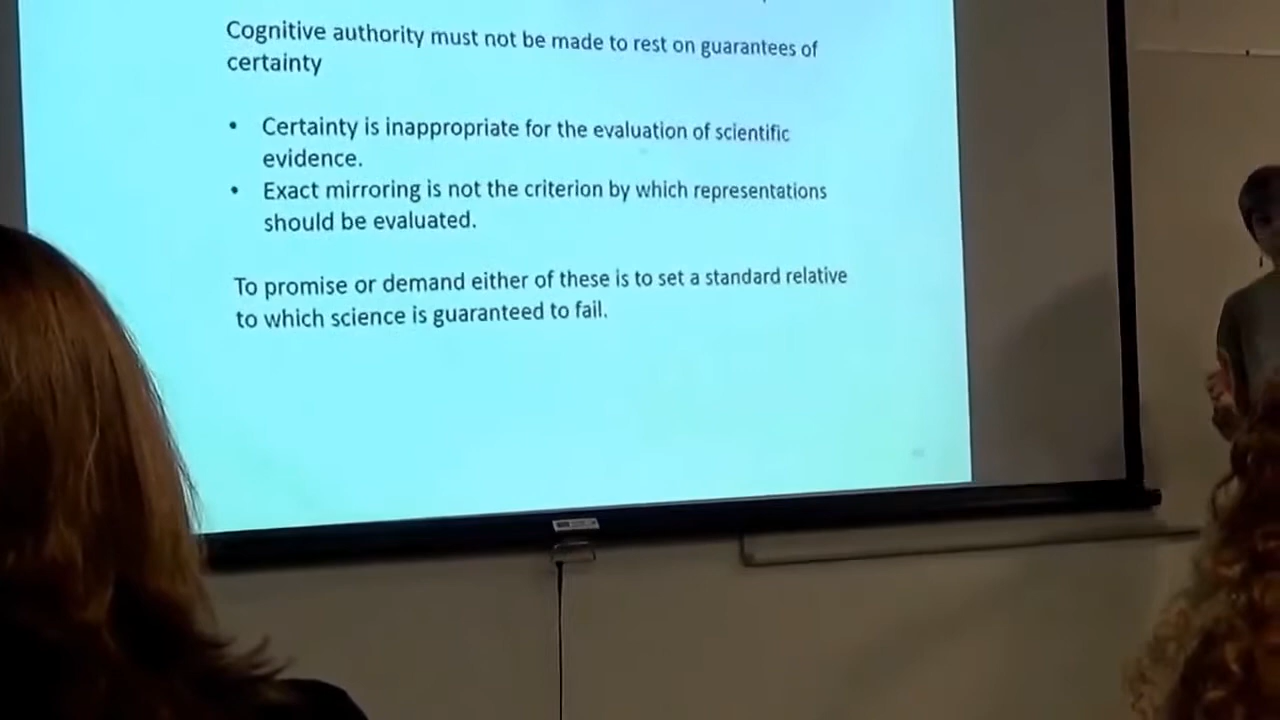 Cognitive authority must not be made to rest on guarantees of
certainty
• Certainty is inappropriate for the evaluation of scientific
evidence.
• Exact mirroring is not the criterion by which representations
should be evaluated.
To promise or demand either of these is to set a standard relative
to which science is guaranteed to fail.